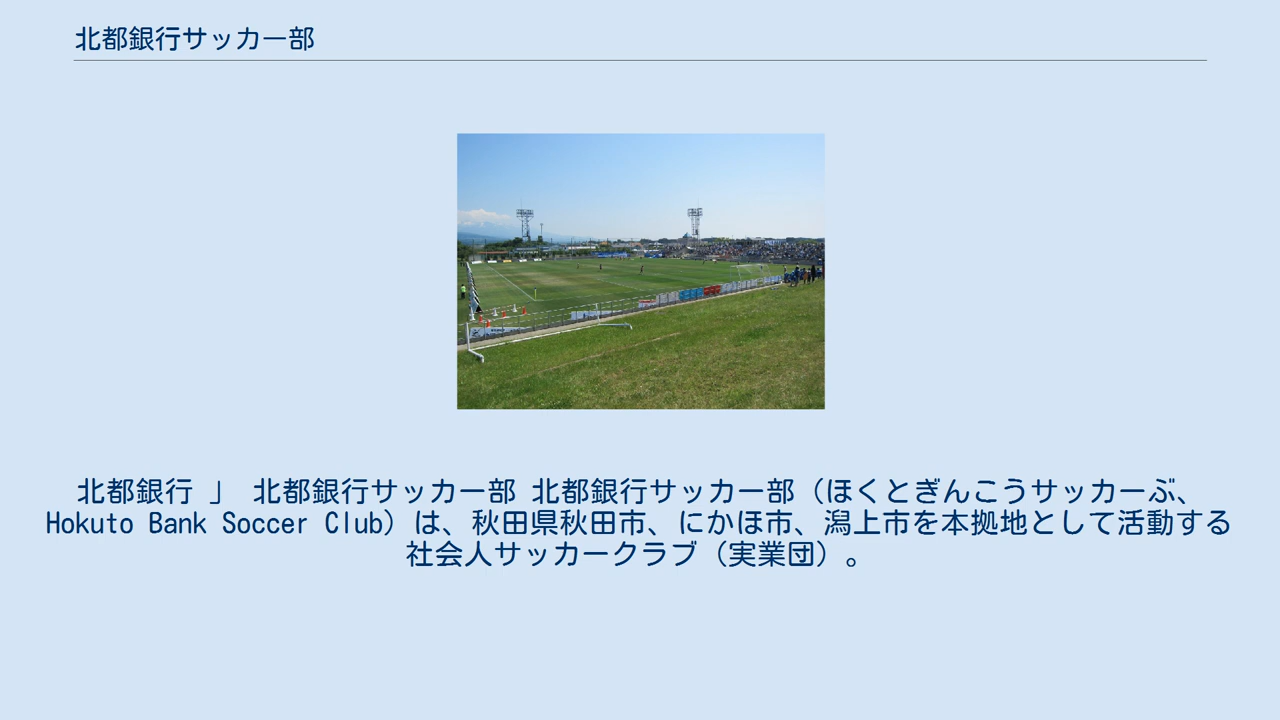 北都銀行サッカー部
北都銀行 」 北都銀行サッカー部 北都銀行サッカー部（ほくとぎんこうサッカーぶ、
Hokuto Bank Soccer Club）は、秋田県秋田市、にかほ市、潟上市を本拠地として活動する
社会人サッカークラブ（実業団）。